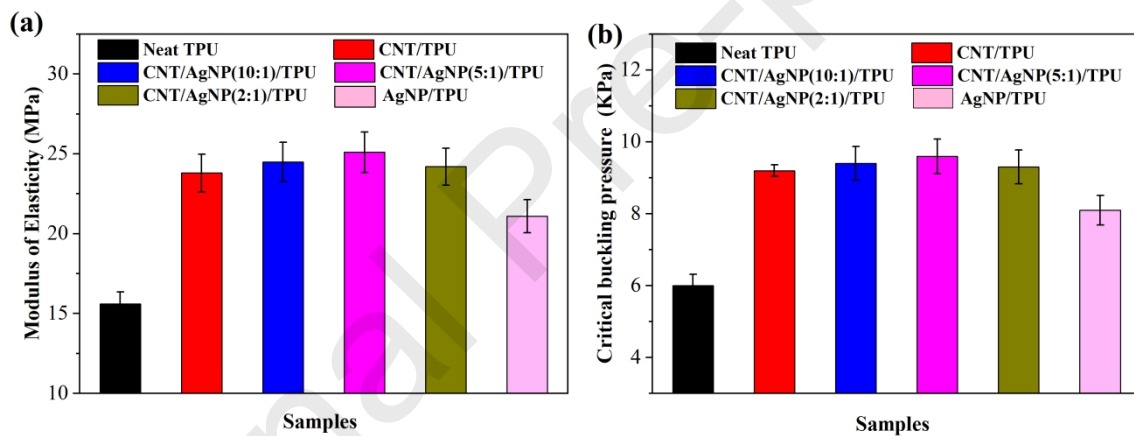 (a)
Neat TPU
CNT/TPU
CNT/AgNP(10:1)/TPU
CNT/AgNP(5:1)/TPU
CNT/AgNP(2:1)/TPU
AgNP/TPU
Modulus of Elasticity (MPa)
30
25
20
15
10
Samples
(b)
Neat TPU
CNT/TPU
CNT/AgNP(10:1)/TPU
CNT/AgNP(5:1)/TPU
CNT/AgNP(2:1)/TPU
AgNP/TPU
Critical buckling pressure (KPa)
12
10
8
6
4
Samples